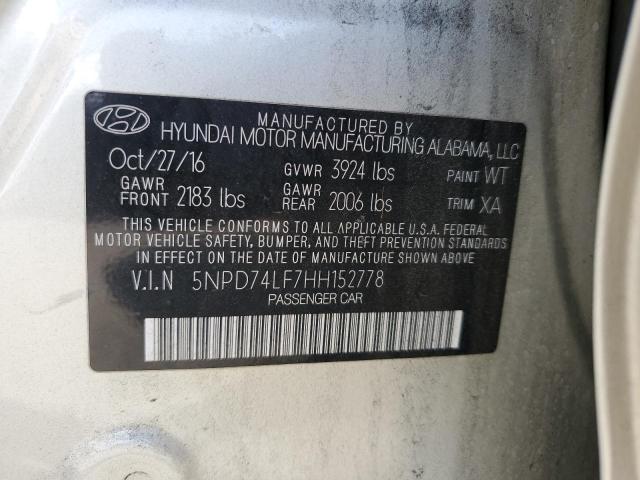 MANUFACTURED BY
HYUNDAI MOTOR MANUFACTURING ALABAMA, LLC
Oct/27/16 GVWR 3924 lbs PAINT WT
GAWR FRONT 2183 lbs GAWR REAR 2006 lbs TRIM XA
THIS VEHICLE CONFORMS TO ALL APPLICABLE U.S.A. FEDERAL
MOTOR VEHICLE SAFETY, BUMPER, AND THEFT PREVENTION STANDARDS
IN EFFECT ON THE DATE OF MANUFACTURE SHOWN ABOVE.
V.I.N 5NPD74LF7HH152778
PASSENGER CAR